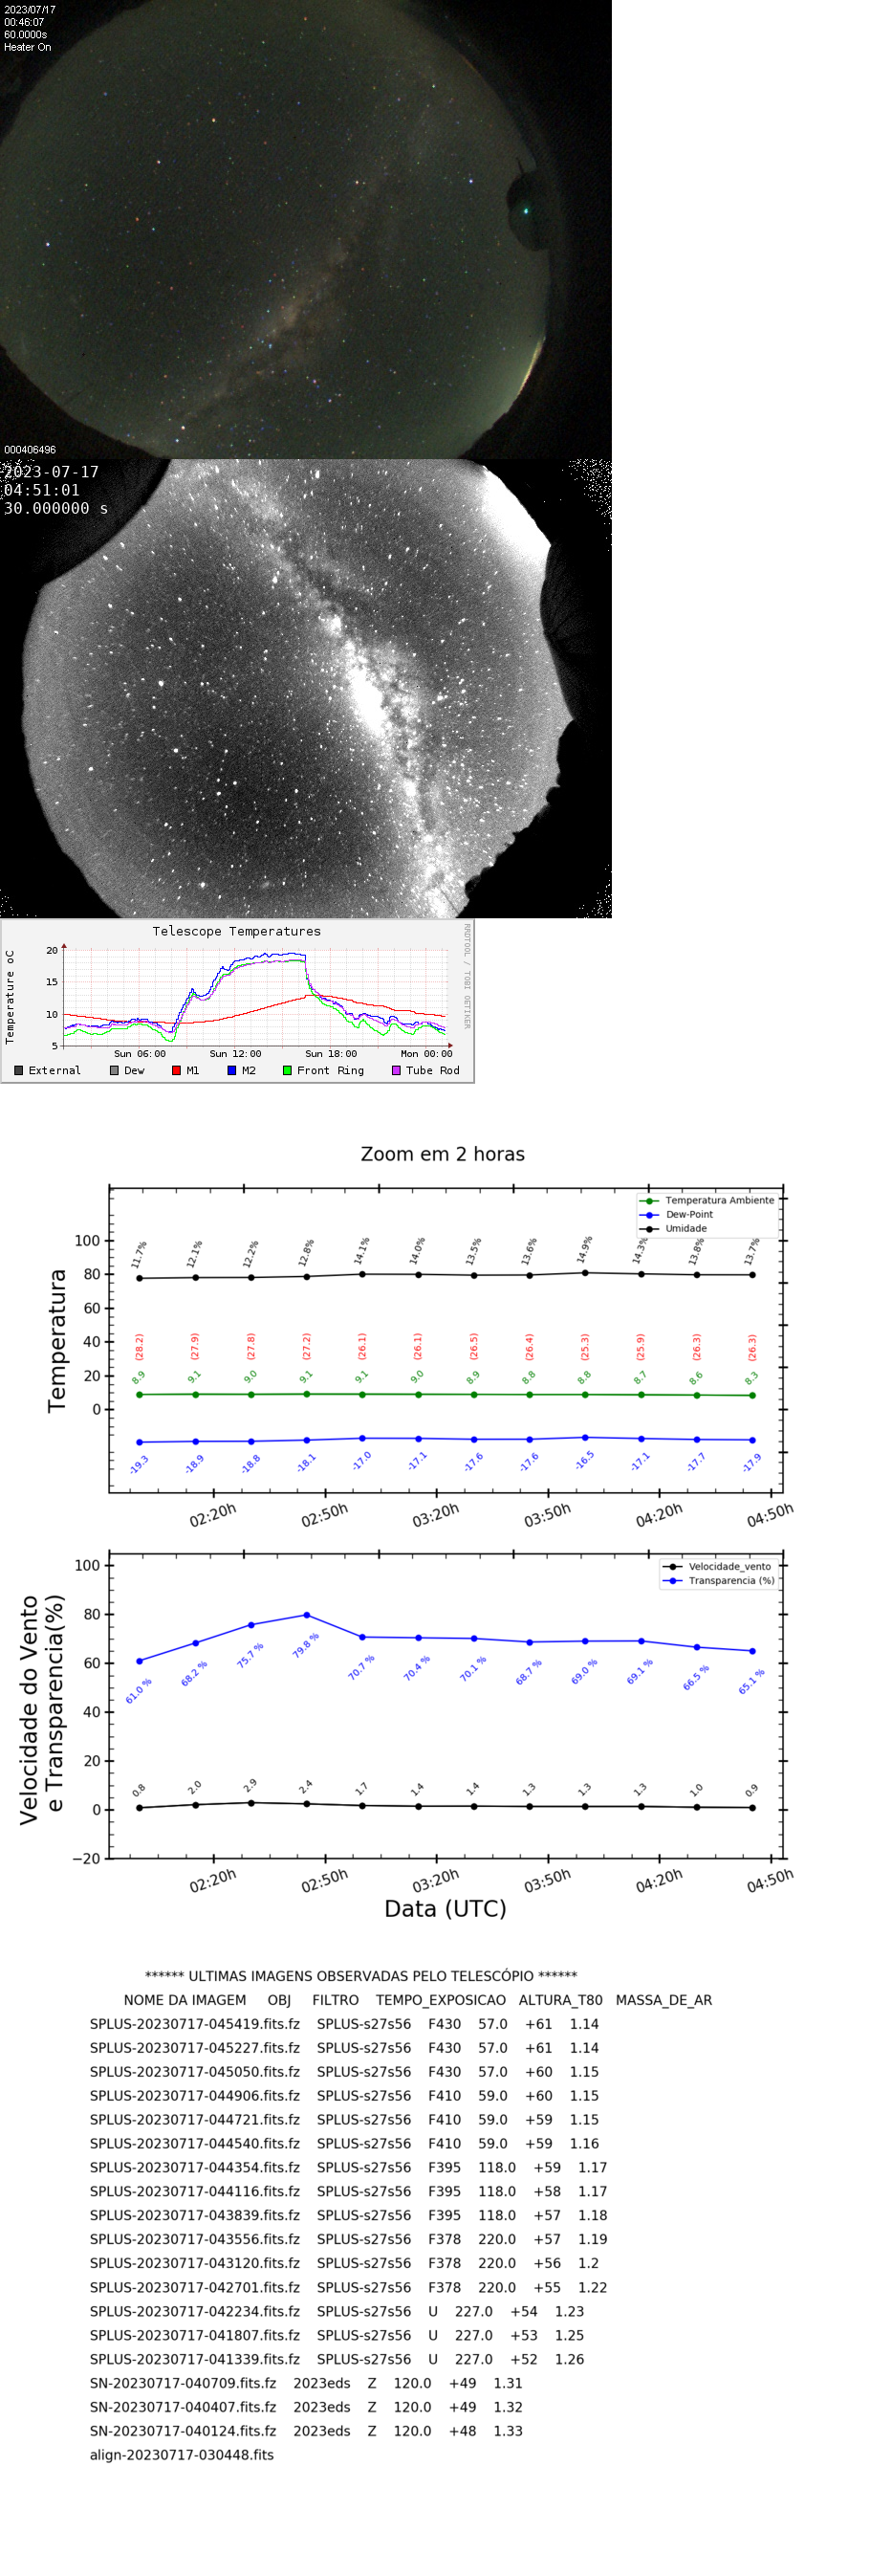 2023/07/17
00:46:07
60.0000s
Heater On
000406496
2023-07-17
04:51:01
30.000000 s
Telescope Temperatures
RRDTOOL / TOBI OETIKER
Temperature oC
20
15
10
5
Sun 06:00 Sun 12:00 Sun 18:00 Mon 00:00
External Dew M1 M2 Front Ring Tube Rod
Zoom em 2 horas
Temperatura Ambiente
Dew-Point
Umidade
Temperatura
100
80
60
40
20
0
11.7% 12.1% 12.2% 12.8% 14.1% 14.0% 13.5% 13.6% 14.9% 14.3% 13.8% 13.7%
(28.2) (27.9) (27.8) (27.2) (26.1) (26.1) (26.5) (26.4) (25.3) (25.9) (26.3) (26.3)
8.9 9.1 9.0 9.1 9.1 9.0 8.9 8.8 8.8 8.7 8.6 8.3
-19.3 -18.9 -18.8 -18.1 -17.0 -17.1 -17.6 -17.6 -16.5 -17.1 -17.7 -17.9
02:20h 02:50h 03:20h 03:50h 04:20h 04:50h
Velocidade_vento
Transparencia (%)
Velocidade do Vento
e Transparencia(%)
100
80
60
40
20
0
−20
61.0 % 68.2 % 75.7 % 79.8 % 70.7 % 70.4 % 70.1 % 68.7 % 69.0 % 69.1 % 66.5 % 65.1 %
0.8 2.0 2.9 2.4 1.7 1.4 1.4 1.3 1.3 1.3 1.0 0.9
02:20h 02:50h 03:20h 03:50h 04:20h 04:50h
Data (UTC)
****** ULTIMAS IMAGENS OBSERVADAS PELO TELESCÓPIO ******
NOME DA IMAGEM OBJ FILTRO TEMPO_EXPOSICAO ALTURA_T80 MASSA_DE_AR
SPLUS-20230717-045419.fits.fz SPLUS-s27s56 F430 57.0 +61 1.14
SPLUS-20230717-045227.fits.fz SPLUS-s27s56 F430 57.0 +61 1.14
SPLUS-20230717-045050.fits.fz SPLUS-s27s56 F430 57.0 +60 1.15
SPLUS-20230717-044906.fits.fz SPLUS-s27s56 F410 59.0 +60 1.15
SPLUS-20230717-044721.fits.fz SPLUS-s27s56 F410 59.0 +59 1.15
SPLUS-20230717-044540.fits.fz SPLUS-s27s56 F410 59.0 +59 1.16
SPLUS-20230717-044354.fits.fz SPLUS-s27s56 F395 118.0 +59 1.17
SPLUS-20230717-044116.fits.fz SPLUS-s27s56 F395 118.0 +58 1.17
SPLUS-20230717-043839.fits.fz SPLUS-s27s56 F395 118.0 +57 1.18
SPLUS-20230717-043556.fits.fz SPLUS-s27s56 F378 220.0 +57 1.19
SPLUS-20230717-043120.fits.fz SPLUS-s27s56 F378 220.0 +56 1.2
SPLUS-20230717-042701.fits.fz SPLUS-s27s56 F378 220.0 +55 1.22
SPLUS-20230717-042234.fits.fz SPLUS-s27s56 U 227.0 +54 1.23
SPLUS-20230717-041807.fits.fz SPLUS-s27s56 U 227.0 +53 1.25
SPLUS-20230717-041339.fits.fz SPLUS-s27s56 U 227.0 +52 1.26
SN-20230717-040709.fits.fz 2023eds Z 120.0 +49 1.31
SN-20230717-040407.fits.fz 2023eds Z 120.0 +49 1.32
SN-20230717-040124.fits.fz 2023eds Z 120.0 +48 1.33
align-20230717-030448.fits